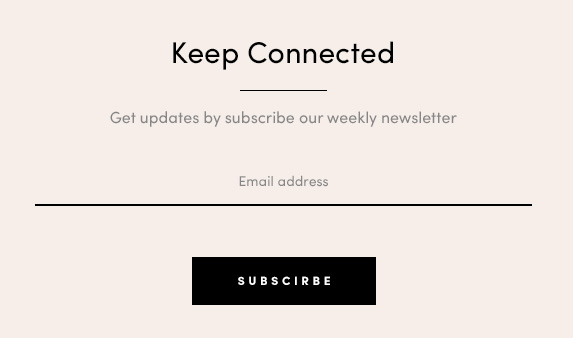 Keep Connected
Get updates by subscribe our weekly newsletter
Email address
SUBSCIRBE